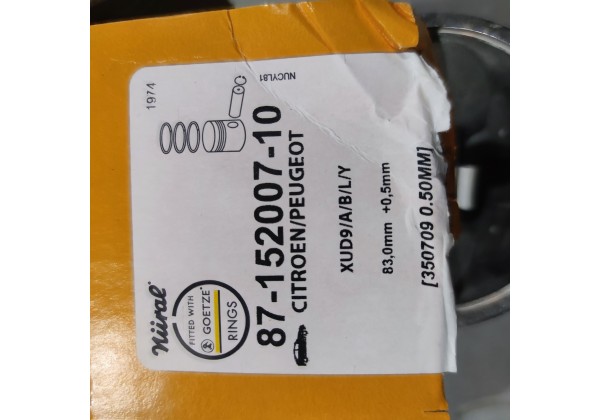 1974
NUCYL81
Nüral
FITTED WITH
GOETZE
RINGS
87-152007-10
CITROEN/PEUGEOT
XUD9/A/B/L/Y
83,0mm +0,5mm
[350709 0.50MM]